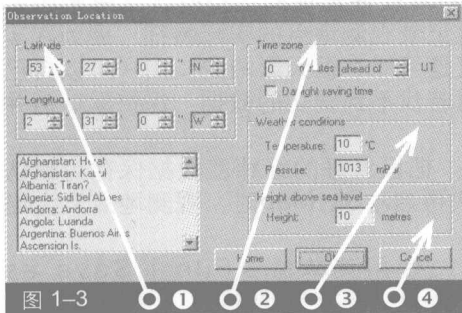 Observation Location
Latitude
53 ° 27 ' 0 " N
Longitud
2 ° 31 ' 0 " W
Afghanistan: Herat
Afghanistan: Kabul
Albania: Tiran?
Algeria: Sidi bel Abbes
Andorra: Andorra
Angola: Luanda
Argentina: Buenos Aires
Ascension Is.
Time zone
0 minutes ahead of UT
Daylight saving time
Weather conditions
Temperature: 10 °C
Pressure: 1013 mBar
Height above sea level
Height: 10 metres
Home OK Cancel
图 1-3 ❶ ❷ ❸ ❹